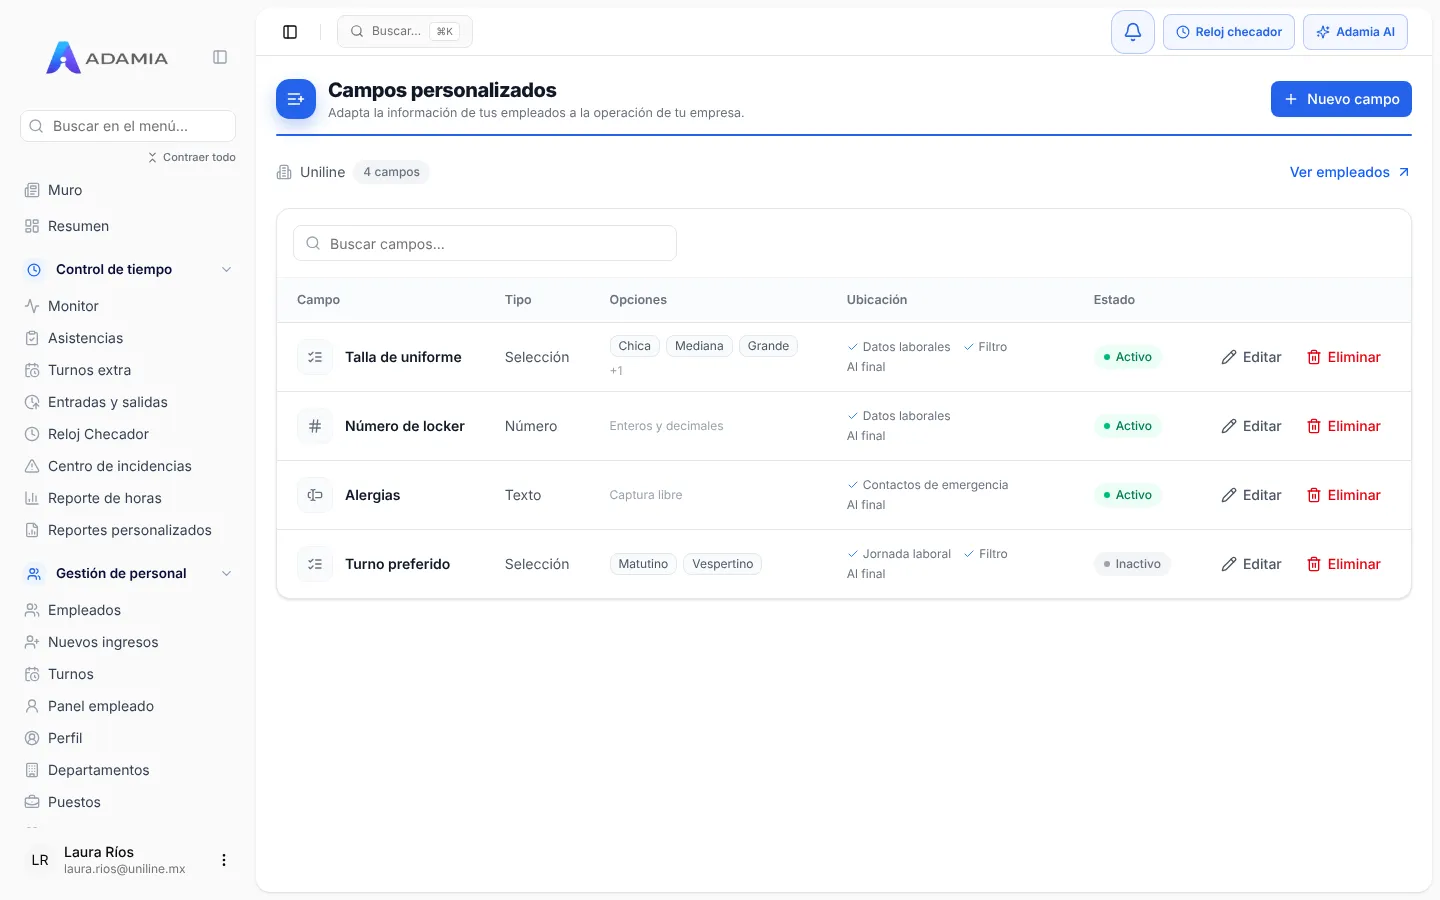 ADAMIA
Buscar en el menú...
Contraer todo
Muro
Resumen
Control de tiempo
Monitor
Asistencias
Turnos extra
Entradas y salidas
Reloj Checador
Centro de incidencias
Reporte de horas
Reportes personalizados
Gestión de personal
Empleados
Nuevos ingresos
Turnos
Panel empleado
Perfil
Departamentos
Puestos
LR
Laura Ríos
laura.rios@uniline.mx
Buscar... ⌘K
Reloj checador
Adamia AI
Campos personalizados
Adapta la información de tus empleados a la operación de tu empresa.
Nuevo campo
Uniline 4 campos
Ver empleados
Buscar campos...
Campo Tipo Opciones Ubicación Estado
Talla de uniforme Selección Chica Mediana Grande +1 Datos laborales Filtro Al final Activo Editar Eliminar
Número de locker Número Enteros y decimales Datos laborales Al final Activo Editar Eliminar
Alergias Texto Captura libre Contactos de emergencia Al final Activo Editar Eliminar
Turno preferido Selección Matutino Vespertino Jornada laboral Filtro Al final Inactivo Editar Eliminar